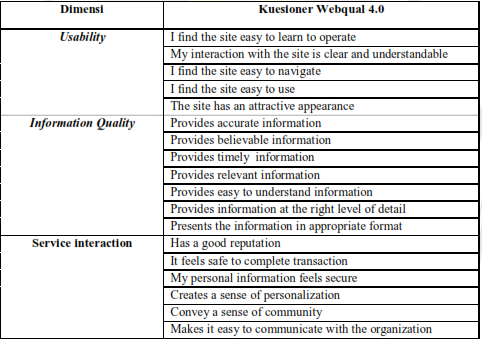 Dimensi Kuesioner Webqual 4.0
Usability I find the site easy to learn to operate
My interaction with the site is clear and understandable
I find the site easy to navigate
I find the site easy to use
The site has an attractive appearance
Information Quality Provides accurate information
Provides believable information
Provides timely information
Provides relevant information
Provides easy to understand information
Provides information at the right level of detail
Presents the information in appropriate format
Service interaction Has a good reputation
It feels safe to complete transaction
My personal information feels secure
Creates a sense of personalization
Convey a sense of community
Makes it easy to communicate with the organization